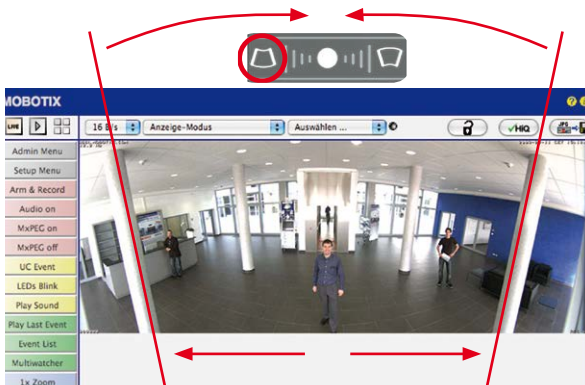 MOBOTIX
LIVE
16 B/s
Anzeige-Modus
Auswählen ...
HiQ
Admin Menu
Setup Menu
Arm & Record
Audio on
MxPEG on
MxPEG off
UC Event
LEDs Blink
Play Sound
Play Last Event
Event List
Multiwatcher
1x Zoom